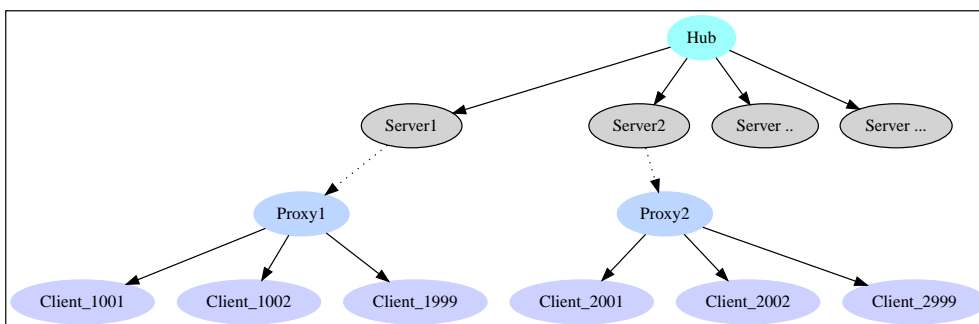 Hub
Server1
Server2
Server ..
Server ...
Proxy1
Proxy2
Client_1001
Client_1002
Client_1999
Client_2001
Client_2002
Client_2999